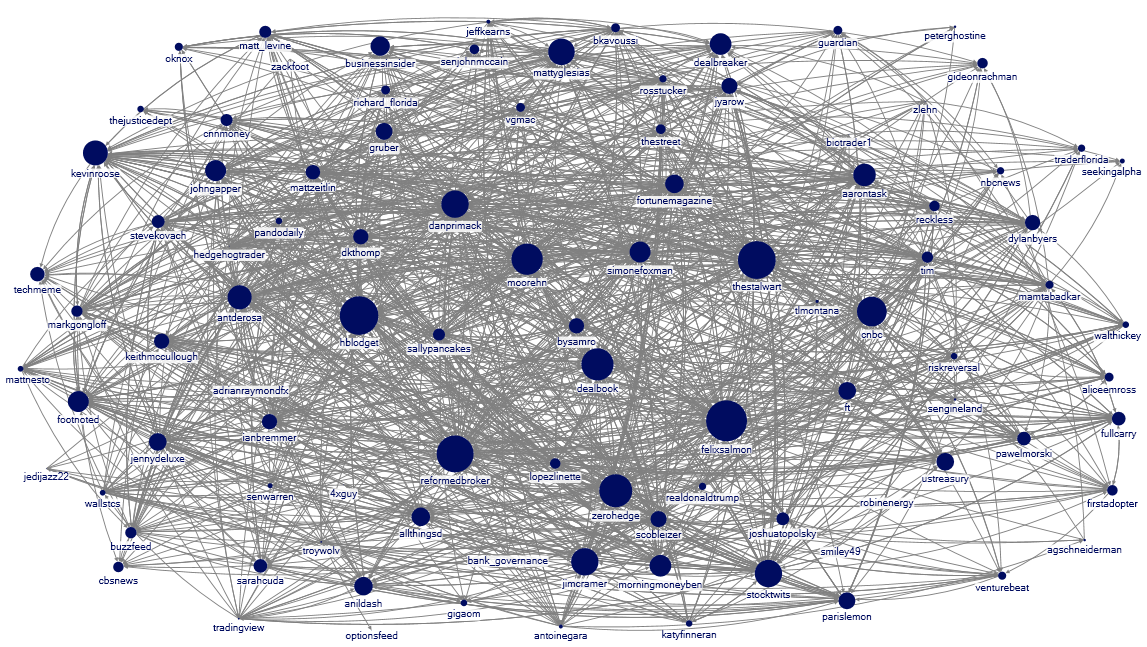 jeffkearns
peterghostine
guardian
bkavoussi
matt_levine
oknox
senjohnmccain
businessinsider
dealbreaker
zackfoot
mattyglesias
gideonrachman
rosstucker
richard_florida
jyarow
zlehn
vgmac
thejusticedept
cnnmoney
thestreet
biotrader1
gruber
traderflorida
seekingalpha
kevinroose
nbcnews
johngapper
mattzeitlin
aarontask
fortunemagazine
reckless
danprimack
pandodaily
stevekovach
dylanbyers
hedgehogtrader
dkthomp
simonefoxman
tim
moorehn
thestalwart
techmeme
mamtabadkar
timontana
antderosa
markgongloff
cnbc
walthickey
hblodget
bysamro
sallypancakes
keithmccullough
riskreversal
mattnesto
dealbook
adrianraymondfx
aliceemross
ft
sengineland
footnoted
fullcarry
ianbremmer
felixsalmon
pawelmorski
jennydeluxe
jedijazz22
lopezlinette
ustreasury
reformedbroker
4xguy
senwarren
realdonaldtrump
wallstcs
robinenergy
firstadopter
zerohedge
allthingsd
scobleizer
joshuatopolsky
buzzfeed
troywolv
smiley49
agschneiderman
bank_governance
cbsnews
sarahcuda
jimcramer
morningmoneyben
venturebeat
stocktwits
anildash
gigaom
parislemon
tradingview
optionsfeed
antoinegara
katyfinneran